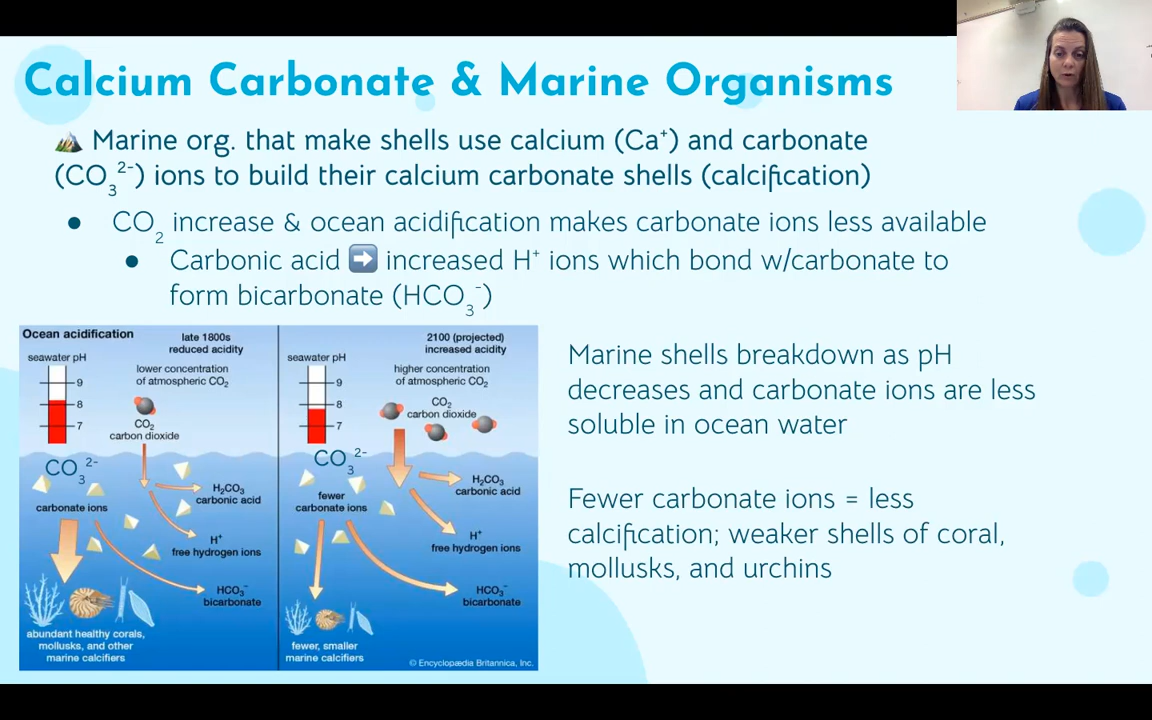 Calcium Carbonate & Marine Organisms
Marine org. that make shells use calcium (Ca⁺) and carbonate
(CO₃²⁻) ions to build their calcium carbonate shells (calcification)
● CO₂ increase & ocean acidification makes carbonate ions less available
● Carbonic acid ➡ increased H⁺ ions which bond w/carbonate to
form bicarbonate (HCO₃⁻)
Ocean acidification
late 1800s
reduced acidity
seawater pH
lower concentration
of atmospheric CO₂
9
8
7
CO₂
carbon dioxide
CO₃²⁻
carbonate ions
H₂CO₃
carbonic acid
H⁺
free hydrogen ions
HCO₃⁻
bicarbonate
abundant healthy corals,
mollusks, and other
marine calcifiers
2100 (projected)
increased acidity
seawater pH
higher concentration
of atmospheric CO₂
9
8
7
CO₂
carbon dioxide
CO₃²⁻
fewer
carbonate ions
H₂CO₃
carbonic acid
H⁺
free hydrogen ions
HCO₃⁻
bicarbonate
fewer, smaller
marine calcifiers
© Encyclopædia Britannica, Inc.
Marine shells breakdown as pH
decreases and carbonate ions are less
soluble in ocean water
Fewer carbonate ions = less
calcification; weaker shells of coral,
mollusks, and urchins